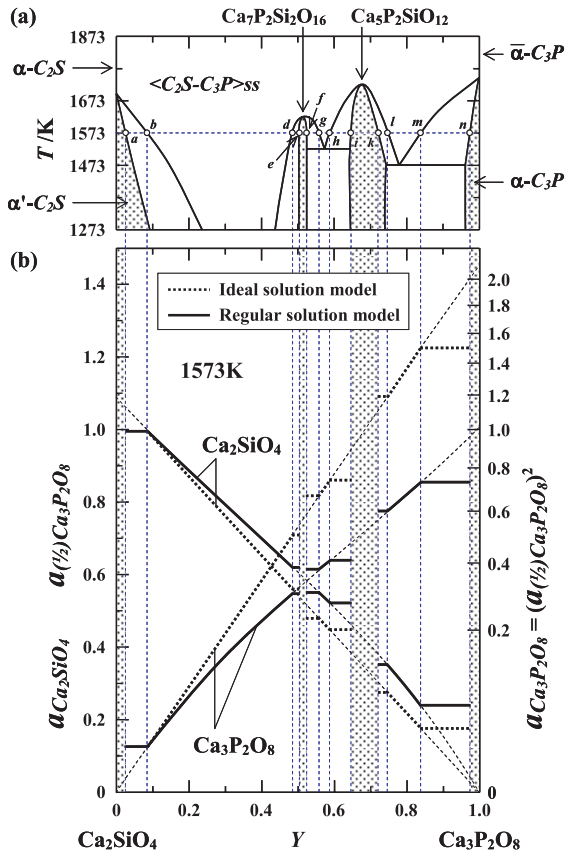 (a) Ca7P2Si2O16 Ca5P2SiO12
1873
α-C2S <C2S-C3P>ss ᾱ-C3P
1673
T /K
1573
1473
1273
a b d e f g h i k l m n
α'-C2S α-C3P
(b)
1.4
1.2
1.0
0.8
0.6
0.4
0.2
0
a(½)Ca3P2O8
aCa2SiO4
Ideal solution model
Regular solution model
1573K
Ca2SiO4
Ca3P2O8
2.0
1.8
1.6
1.5
1.2
1.0
0.7
0.6
0.4
0.2
0
aCa3P2O8 = (a(½)Ca3P2O8)²
0 0.2 0.4 0.6 0.8 1.0
Ca2SiO4 Y Ca3P2O8